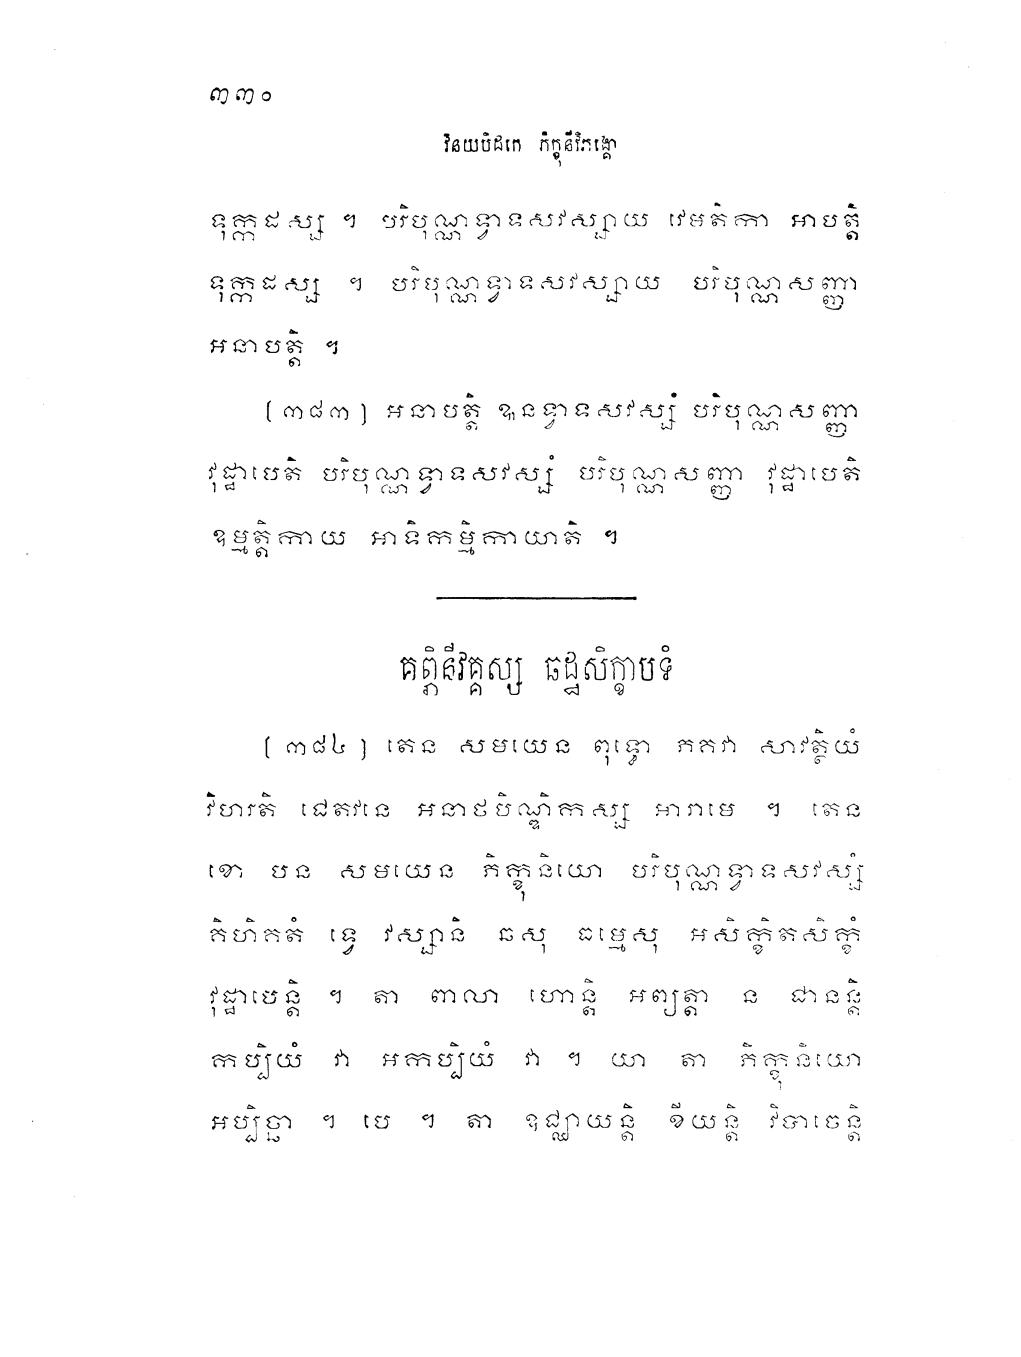 ៣៣០
វិនយបិដកេ ភិក្ខុនីវិភង្គោ
ទុក្កដស្ស ។ បរិបុណ្ណទ្វាទសវស្សាយ វេមតិកា អាបត្តិ
ទុក្កដស្ស ។ បរិបុណ្ណទ្វាទសវស្សាយ បរិបុណ្ណសញ្ញា
អនាបត្តិ ។
[៣៨៣] អនាបត្តិ ឩនទ្វាទសវស្សំ បរិបុណ្ណសញ្ញា
វុដ្ឋាបេតិ បរិបុណ្ណទ្វាទសវស្សំ បរិបុណ្ណសញ្ញា វុដ្ឋាបេតិ
ឧម្មត្តិកាយ អាទិកម្មិកាយាតិ ។
គព្ភិនីវគ្គស្ស ឆដ្ឋសិក្ខាបទំ
[៣៨៤] តេន សមយេន ពុទ្ធោ ភគវា សាវត្ថិយំ
វិហរតិ ជេតវនេ អនាថបិណ្ឌិកស្ស អារាមេ ។ តេន
ខោ បន សមយេន ភិក្ខុនិយោ បរិបុណ្ណទ្វាទសវស្សំ
គិហិគតំ ទ្វេ វស្សានិ ឆសុ ធម្មេសុ អសិក្ខិតសិក្ខំ
វុដ្ឋាបេន្តិ ។ តា ពាលា ហោន្តិ អព្យត្តា ន ជានន្តិ
កប្បិយំ វា អកប្បិយំ វា ។ យា តា ភិក្ខុនិយោ
អប្បិច្ឆា ។ បេ ។ តា ឧជ្ឈាយន្តិ ខីយន្តិ វិបាចេន្តិ